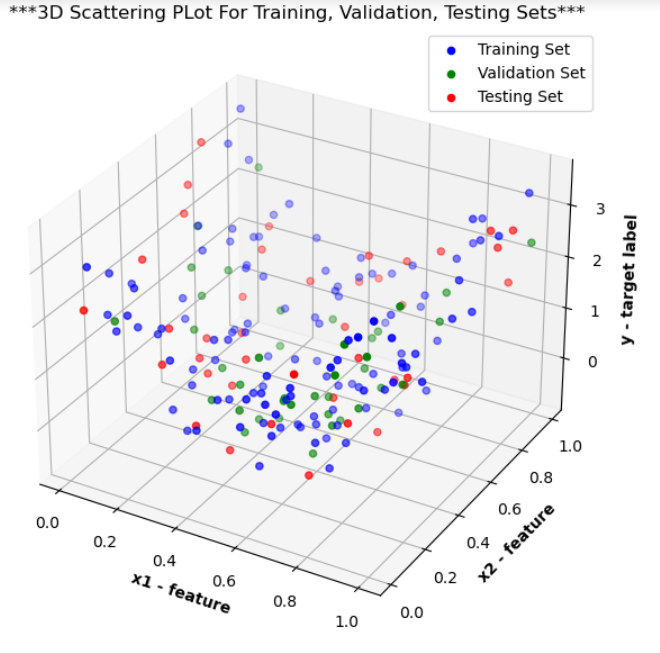 ***3D Scattering PLot For Training, Validation, Testing Sets***
Training Set
Validation Set
Testing Set
3
2
1
0
y - target label
1.0
0.8
0.6
0.4
0.2
0.0
x2 - feature
0.0
0.2
0.4
0.6
0.8
1.0
x1 - feature